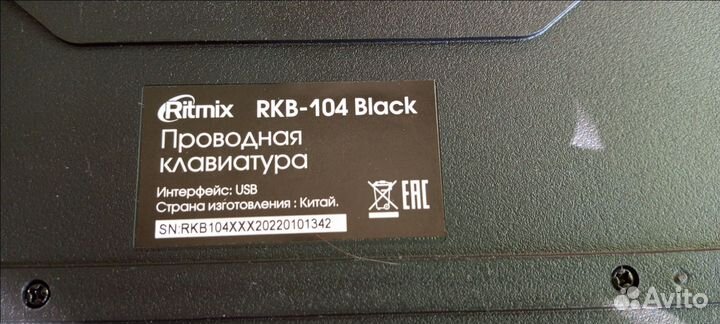 Ritmix RKB-104 Black
Проводная
клавиатура
Интерфейс: USB
Страна изготовления : Китай.
EAC
SN:RKB104XXX20220101342
Avito